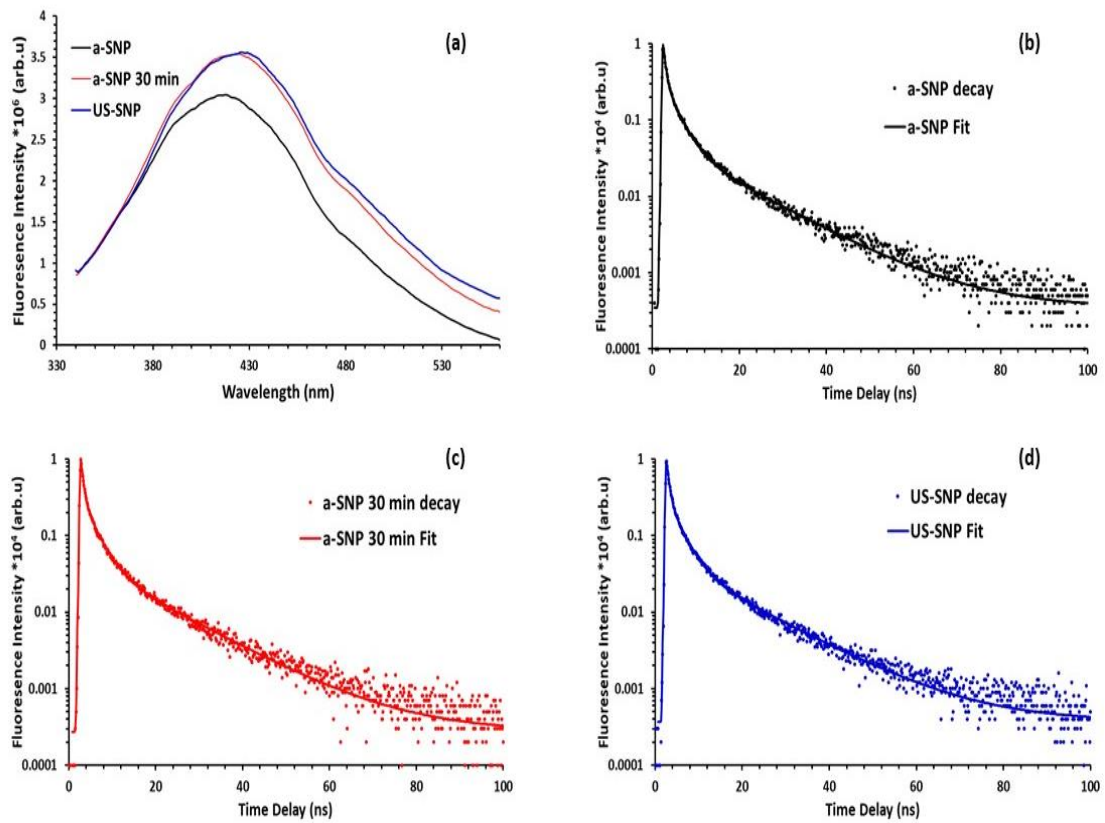 (a)
Fluoresence Intensity *10⁶ (arb.u)
4
3.5
3
2.5
2
1.5
1
0.5
0
a-SNP
a-SNP 30 min
US-SNP
330 380 430 480 530
Wavelength (nm)
(b)
Fluoresence Intensity *10⁴ (arb.u)
1
0.1
0.01
0.001
0.0001
a-SNP decay
a-SNP Fit
0 20 40 60 80 100
Time Delay (ns)
(c)
Fluoresence Intensity *10⁴ (arb.u)
1
0.1
0.01
0.001
0.0001
a-SNP 30 min decay
a-SNP 30 min Fit
0 20 40 60 80 100
Time Delay (ns)
(d)
Fluoresence Intensity *10⁴ (arb.u)
1
0.1
0.01
0.001
0.0001
US-SNP decay
US-SNP Fit
0 20 40 60 80 100
Time Delay (ns)